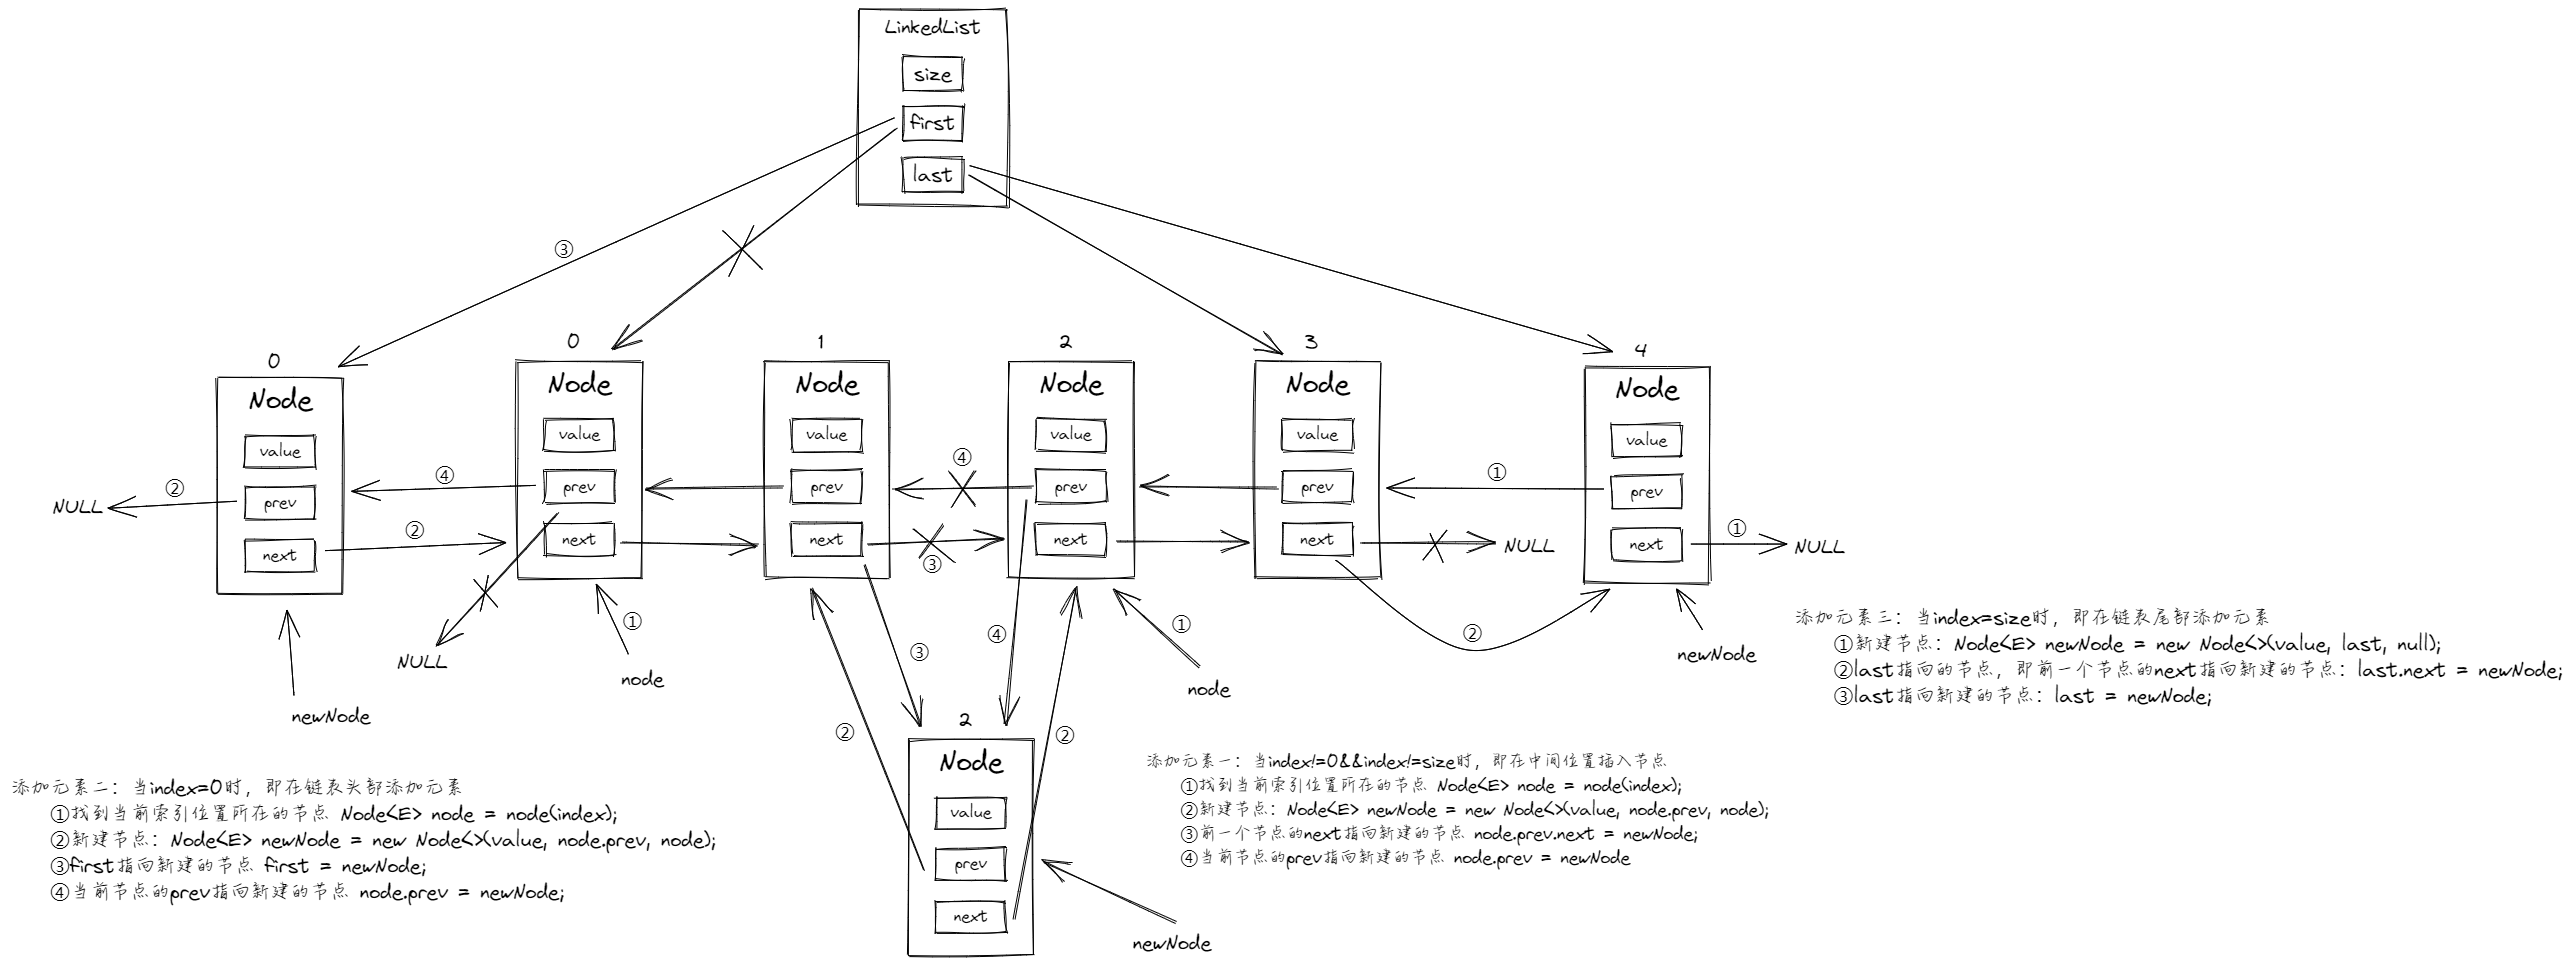 LinkedList
size
first
last
③
0
0
1
2
3
4
Node
value
prev
next
Node
value
prev
next
Node
value
prev
next
Node
value
prev
next
Node
value
prev
next
Node
value
prev
next
NULL
②
②
④
④
③
①
②
NULL
①
NULL
NULL
①
node
newNode
③
④
②
②
①
node
newNode
2
Node
value
prev
next
newNode
添加元素三：当index=size时，即在链表尾部添加元素
①新建节点：Node<E> newNode = new Node<>(value, last, null);
②last指向的节点，即前一个节点的next指向新建的节点：last.next = newNode;
③last指向新建的节点：last = newNode;
添加元素二：当index=0时，即在链表头部添加元素
①找到当前索引位置所在的节点 Node<E> node = node(index);
②新建节点：Node<E> newNode = new Node<>(value, node.prev, node);
③first指向新建的节点 first = newNode;
④当前节点的prev指向新建的节点 node.prev = newNode;
添加元素一：当index!=0&&index!=size时，即在中间位置插入节点
①找到当前索引位置所在的节点 Node<E> node = node(index);
②新建节点：Node<E> newNode = new Node<>(value, node.prev, node);
③前一个节点的next指向新建的节点 node.prev.next = newNode;
④当前节点的prev指向新建的节点 node.prev = newNode